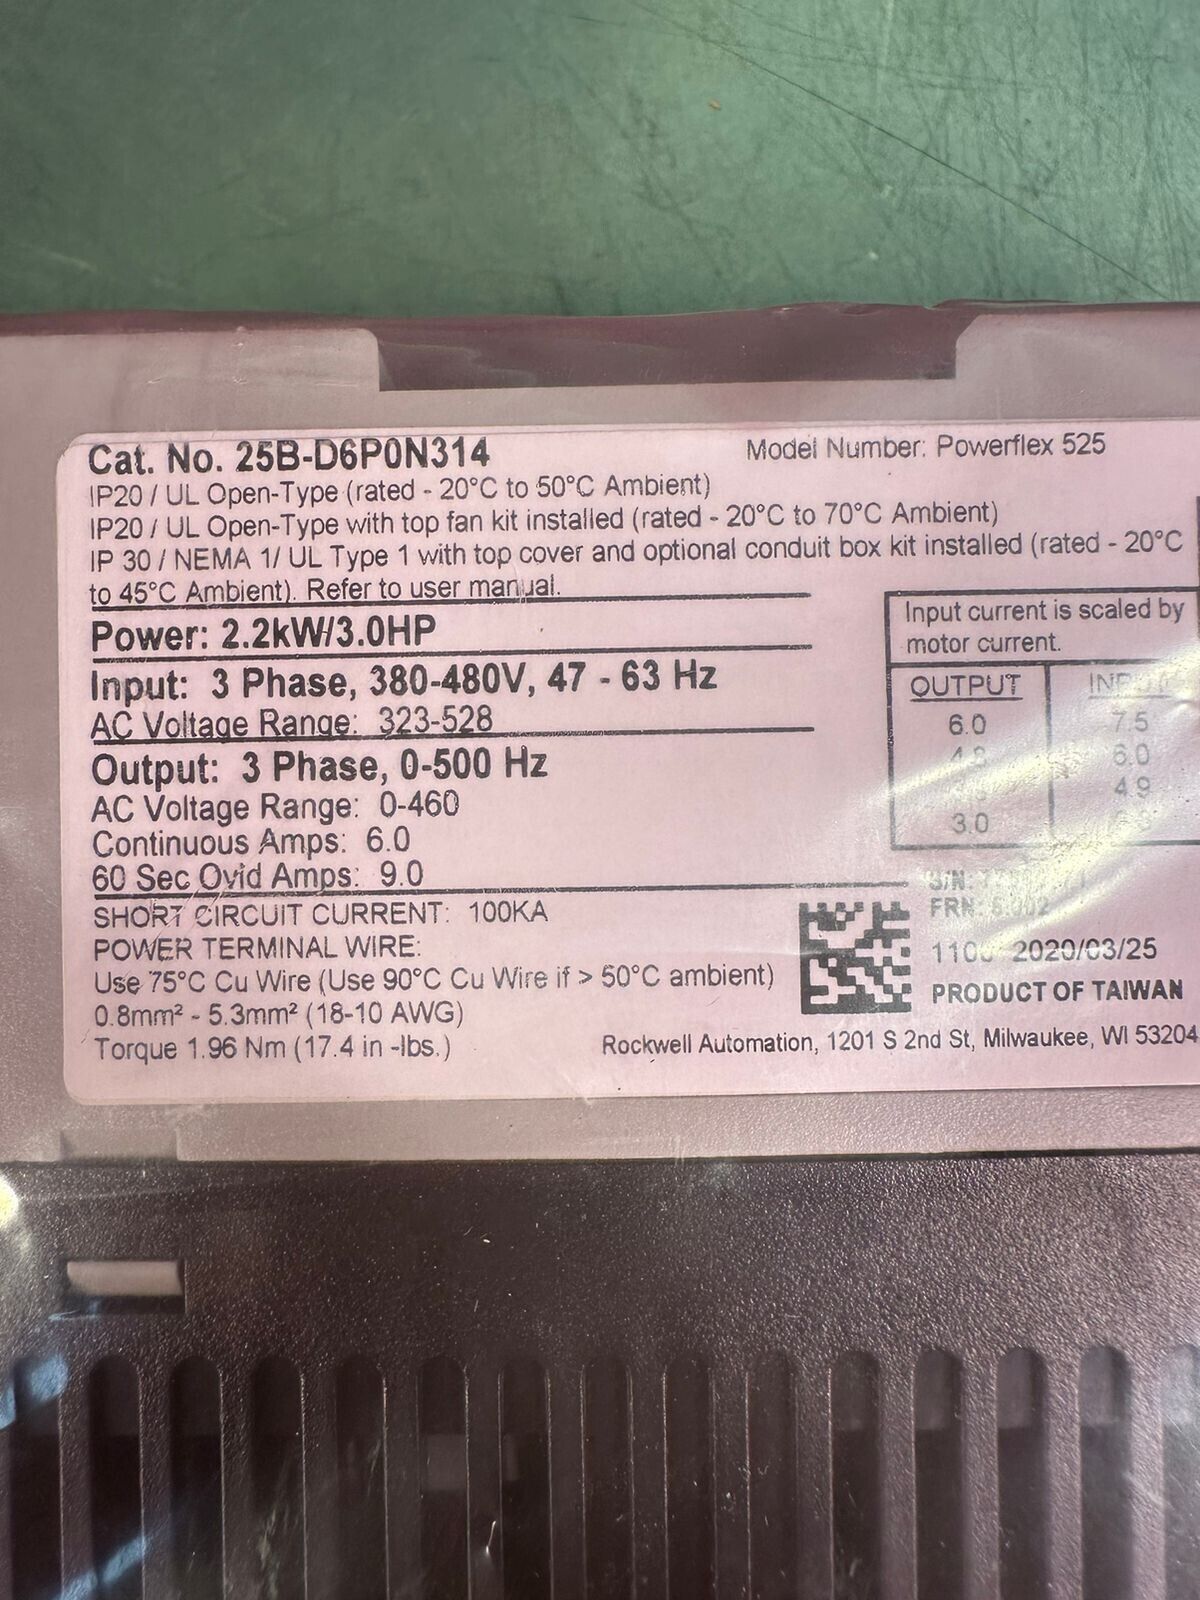 Cat. No. 25B-D6P0N314
Model Number: Powerflex 525
IP20 / UL Open-Type (rated - 20°C to 50°C Ambient)
IP20 / UL Open-Type with top fan kit installed (rated - 20°C to 70°C Ambient)
IP 30 / NEMA 1/ UL Type 1 with top cover and optional conduit box kit installed (rated - 20°C
to 45°C Ambient). Refer to user manual.
Power: 2.2kW/3.0HP
Input: 3 Phase, 380-480V, 47 - 63 Hz
AC Voltage Range: 323-528
Output: 3 Phase, 0-500 Hz
AC Voltage Range: 0-460
Continuous Amps: 6.0
60 Sec Ovld Amps: 9.0
Input current is scaled by
motor current.
OUTPUT INPUT
6.0 7.5
4.8 6.0
4.9
3.0
SHORT CIRCUIT CURRENT: 100KA
POWER TERMINAL WIRE:
Use 75°C Cu Wire (Use 90°C Cu Wire if > 50°C ambient)
0.8mm² - 5.3mm² (18-10 AWG)
Torque 1.96 Nm (17.4 in -lbs.)
S/N:
FRN:
2020/03/25
PRODUCT OF TAIWAN
Rockwell Automation, 1201 S 2nd St, Milwaukee, WI 53204